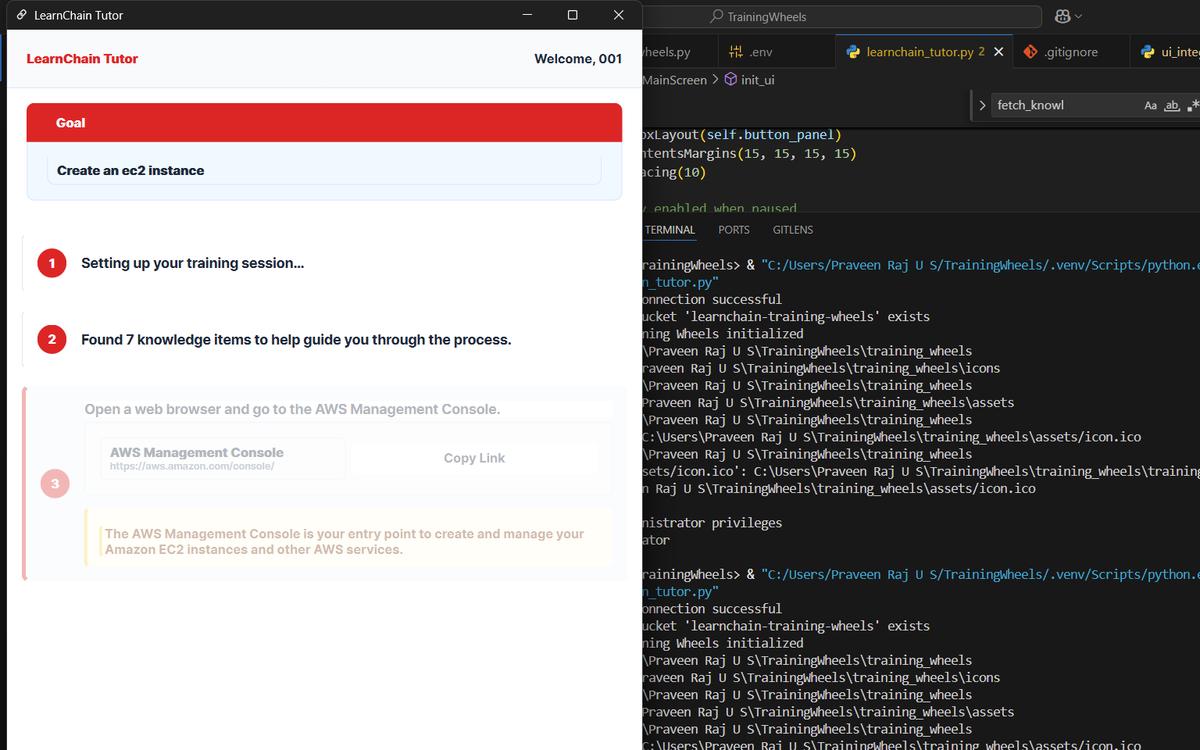 LearnChain Tutor
LearnChain Tutor
Welcome, 001
Goal
Create an ec2 instance
1
Setting up your training session...
2
Found 7 knowledge items to help guide you through the process.
3
Open a web browser and go to the AWS Management Console.
AWS Management Console
https://aws.amazon.com/console/
Copy Link
The AWS Management Console is your entry point to create and manage your
Amazon EC2 instances and other AWS services.
TrainingWheels
heels.py
.env
learnchain_tutor.py 2
.gitignore
ui_inte
MainScreen > init_ui
fetch_knowl
Aa ab
oxLayout(self.button_panel)
ntentsMargins(15, 15, 15, 15)
acing(10)
y enabled when paused
TERMINAL PORTS GITLENS
rainingWheels> & "C:/Users/Praveen Raj U S/TrainingWheels/.venv/Scripts/python.e
n_tutor.py"
onnection successful
ucket 'learnchain-training-wheels' exists
ning Wheels initialized
\Praveen Raj U S\TrainingWheels\training_wheels
raveen Raj U S\TrainingWheels\training_wheels\icons
\Praveen Raj U S\TrainingWheels\training_wheels
Praveen Raj U S\TrainingWheels\training_wheels\assets
\Praveen Raj U S\TrainingWheels\training_wheels
C:\Users\Praveen Raj U S\TrainingWheels\training_wheels\assets/icon.ico
\Praveen Raj U S\TrainingWheels\training_wheels
sets/icon.ico': C:\Users\Praveen Raj U S\TrainingWheels\training_wheels\training
n Raj U S\TrainingWheels\training_wheels\assets/icon.ico
nistrator privileges
ator
rainingWheels> & "C:/Users/Praveen Raj U S/TrainingWheels/.venv/Scripts/python.e
n_tutor.py"
onnection successful
ucket 'learnchain-training-wheels' exists
ning Wheels initialized
\Praveen Raj U S\TrainingWheels\training_wheels
raveen Raj U S\TrainingWheels\training_wheels\icons
\Praveen Raj U S\TrainingWheels\training_wheels
Praveen Raj U S\TrainingWheels\training_wheels\assets
\Praveen Raj U S\TrainingWheels\training_wheels
C:\Users\Praveen Raj U S\TrainingWheels\training_wheels\assets/icon.ico